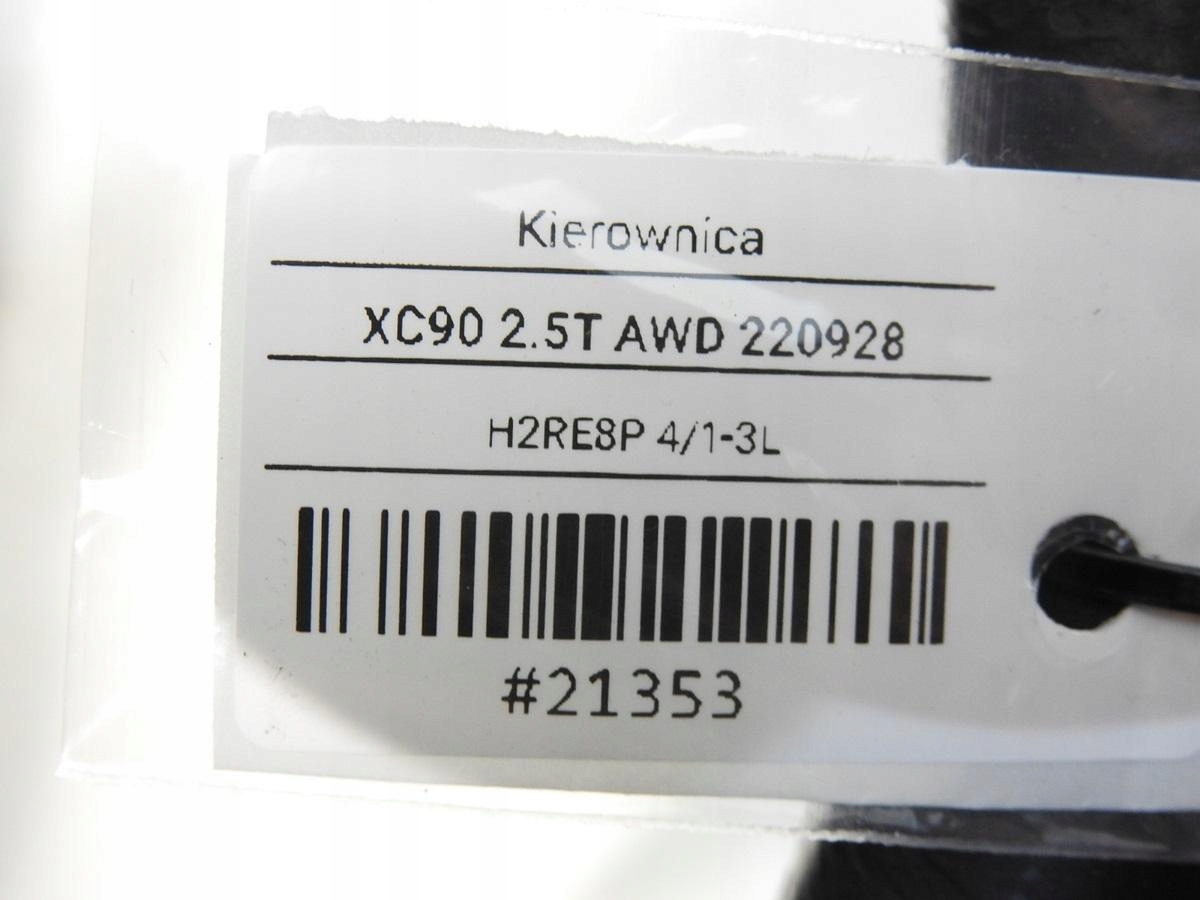 Kierownica
XC90 2.5T AWD 220928
H2RE8P 4/1-3L
#21353